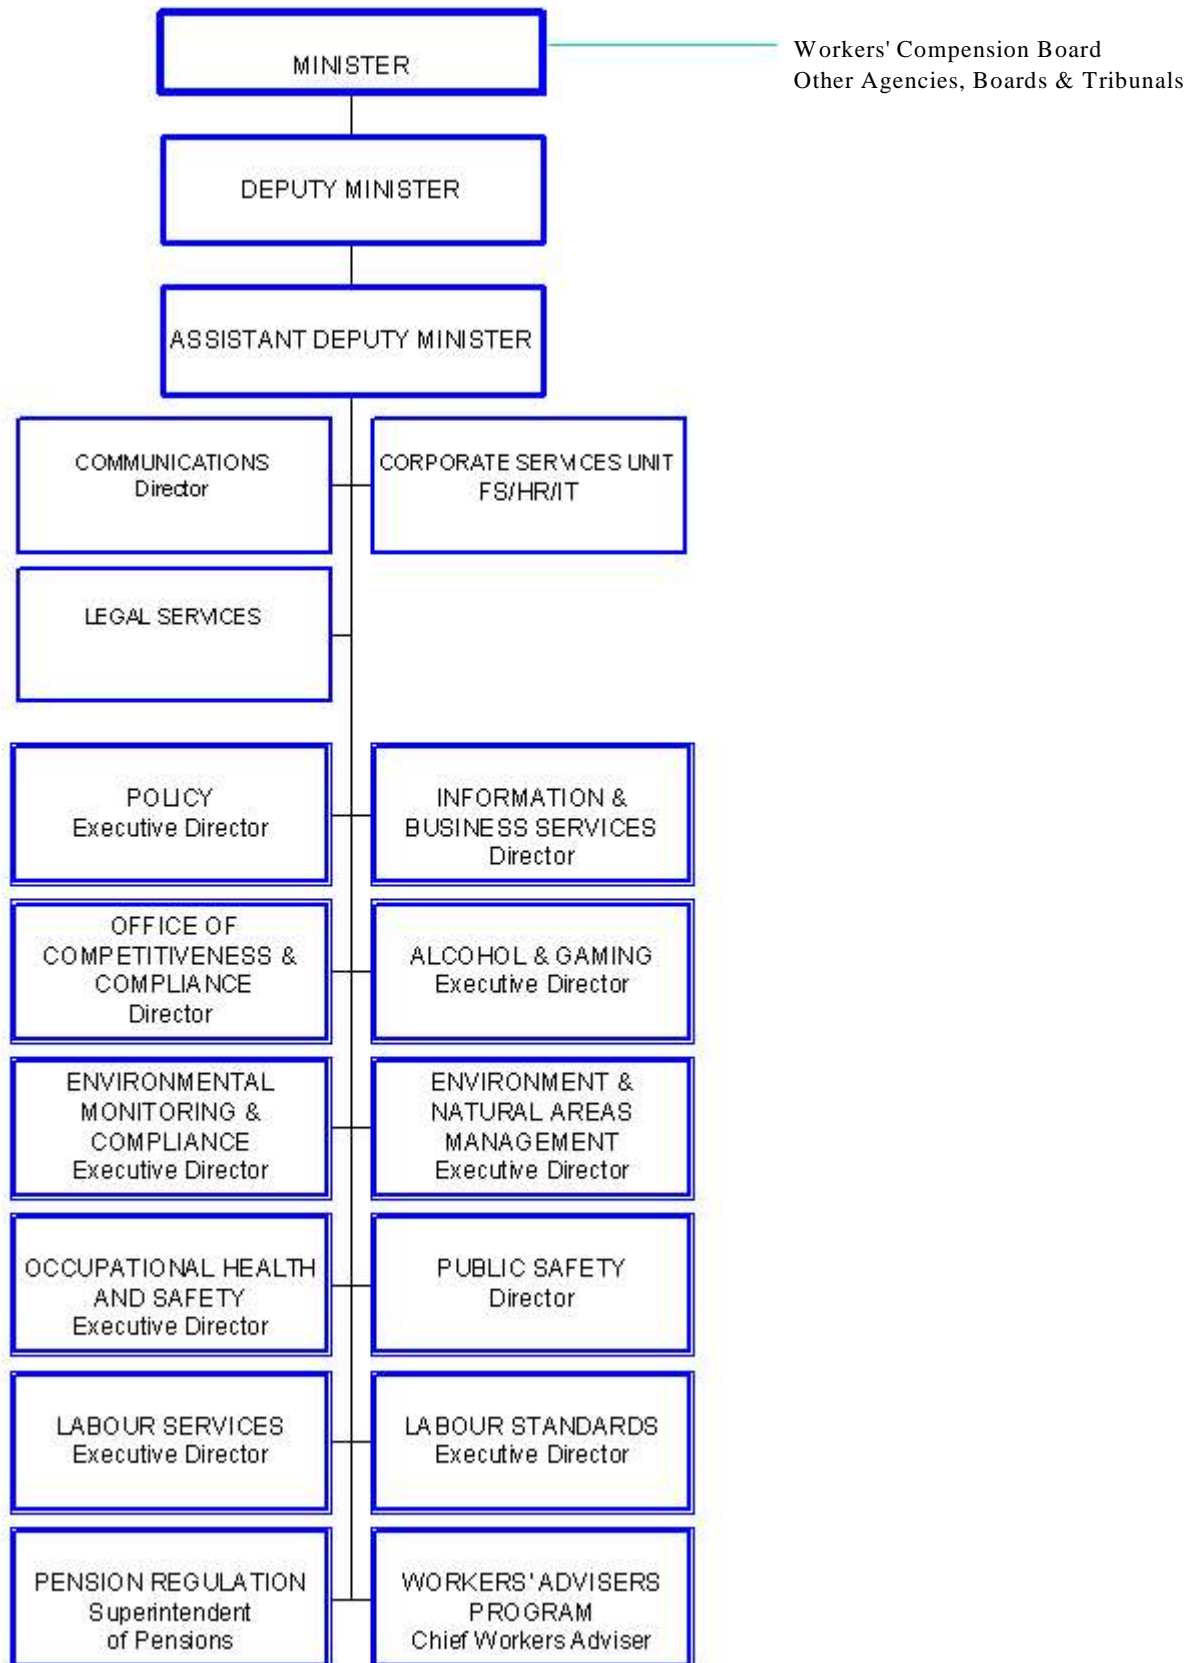 MINISTER
Workers' Compension Board
Other Agencies, Boards & Tribunals
DEPUTY MINISTER
ASSISTANT DEPUTY MINISTER
COMMUNICATIONS
Director
CORPORATE SERVICES UNIT
FS/HR/IT
LEGAL SERVICES
POLICY
Executive Director
INFORMATION &
BUSINESS SERVICES
Director
OFFICE OF
COMPETITIVENESS &
COMPLIANCE
Director
ALCOHOL & GAMING
Executive Director
ENVIRONMENTAL
MONITORING &
COMPLIANCE
Executive Director
ENVIRONMENT &
NATURAL AREAS
MANAGEMENT
Executive Director
OCCUPATIONAL HEALTH
AND SAFETY
Executive Director
PUBLIC SAFETY
Director
LABOUR SERVICES
Executive Director
LABOUR STANDARDS
Executive Director
PENSION REGULATION
Superintendent
of Pensions
WORKERS' ADVISERS
PROGRAM
Chief Workers Adviser